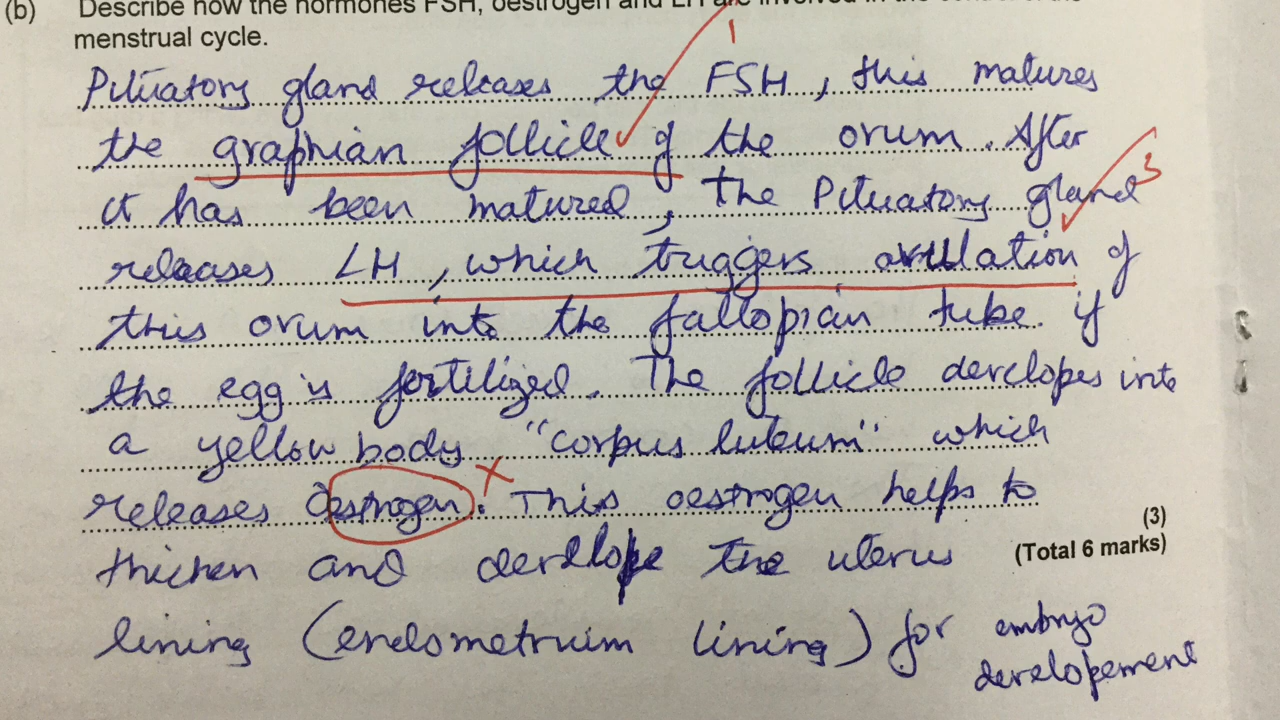 (b) Describe how the hormones FSH, oestrogen and LH are involved in the control of the
menstrual cycle.
1
Pituatory gland releases the FSH, this matures
the graphian follicle of the ovum. After
it has been matured, the Pituatory gland
3
releases LH, which triggers ovulation of
this ovum into the fallopian tube. if
the egg is fertilized. The follicle developes into
a yellow body "corpus luteum" which
releases oestrogen. This oestrogen helps to
(3)
(Total 6 marks)
thicken and develope the uterus
lining (endometruim lining) for embryo
developement